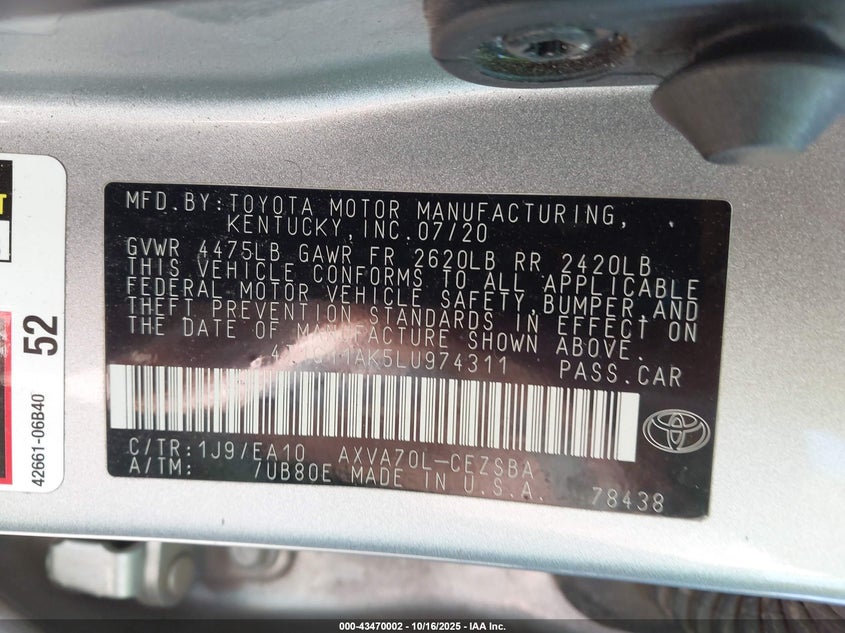 MFD.BY:TOYOTA MOTOR MANUFACTURING,
KENTUCKY, INC. 07/20
GVWR 4475LB GAWR FR 2620LB RR 2420LB
THIS VEHICLE CONFORMS TO ALL APPLICABLE
FEDERAL MOTOR VEHICLE SAFETY, BUMPER, AND
THEFT PREVENTION STANDARDS IN EFFECT ON
THE DATE OF MANUFACTURE SHOWN ABOVE.
PASS.CAR
C/TR:1J9/EA10 AXVA70L-CEZSBA
A/TM: /UB80E MADE IN U.S.A. 78438
52
42661-06B40
000-43470002 - 10/16/2025 - IAA Inc.